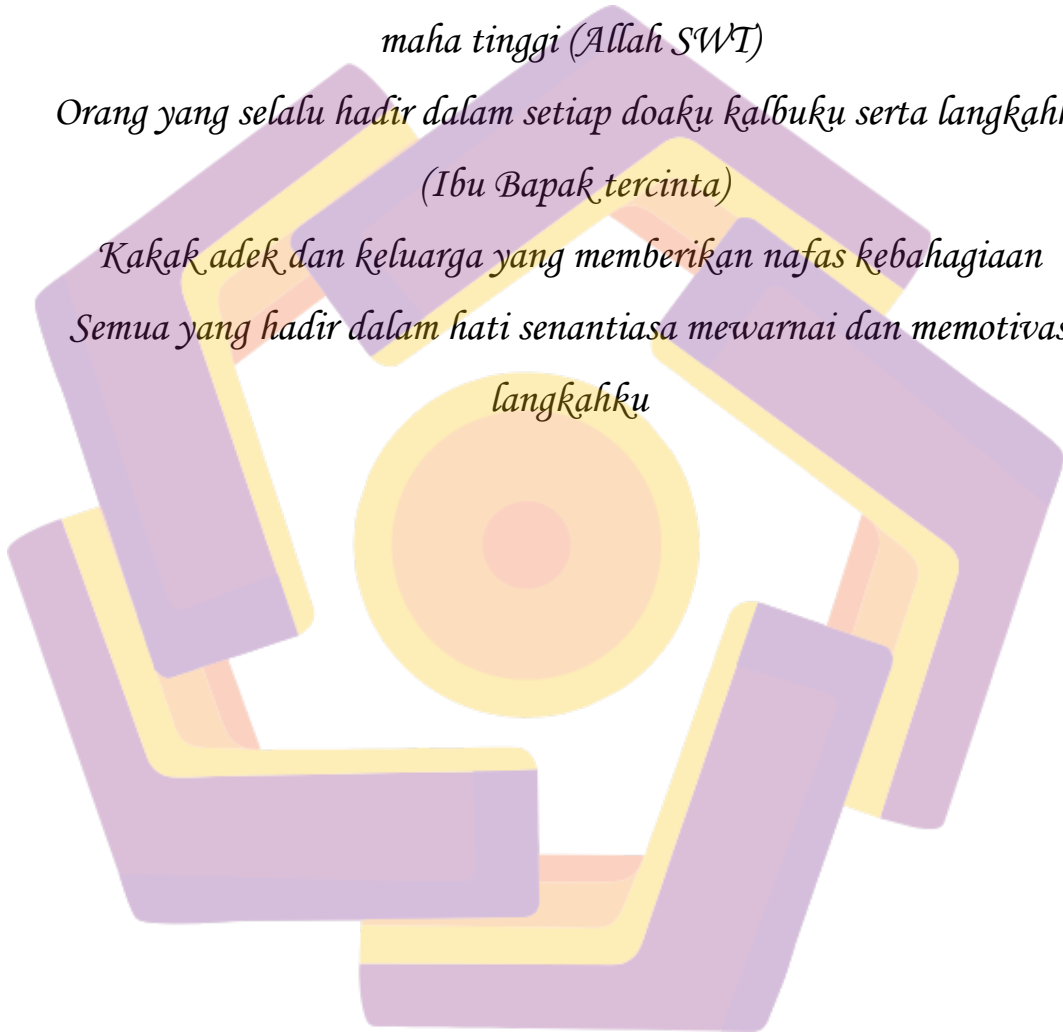 maha tinggi (Allah SWT)
Orang yang selalu hadir dalam setiap doaku kalbuku serta
(Ibu Bapak tercinta)
Kakak adek dan keluarga yang memberikan nafas kebahagiaan
Semua yang hadir dalam hati senantiasa mewarnai dan
langkahku